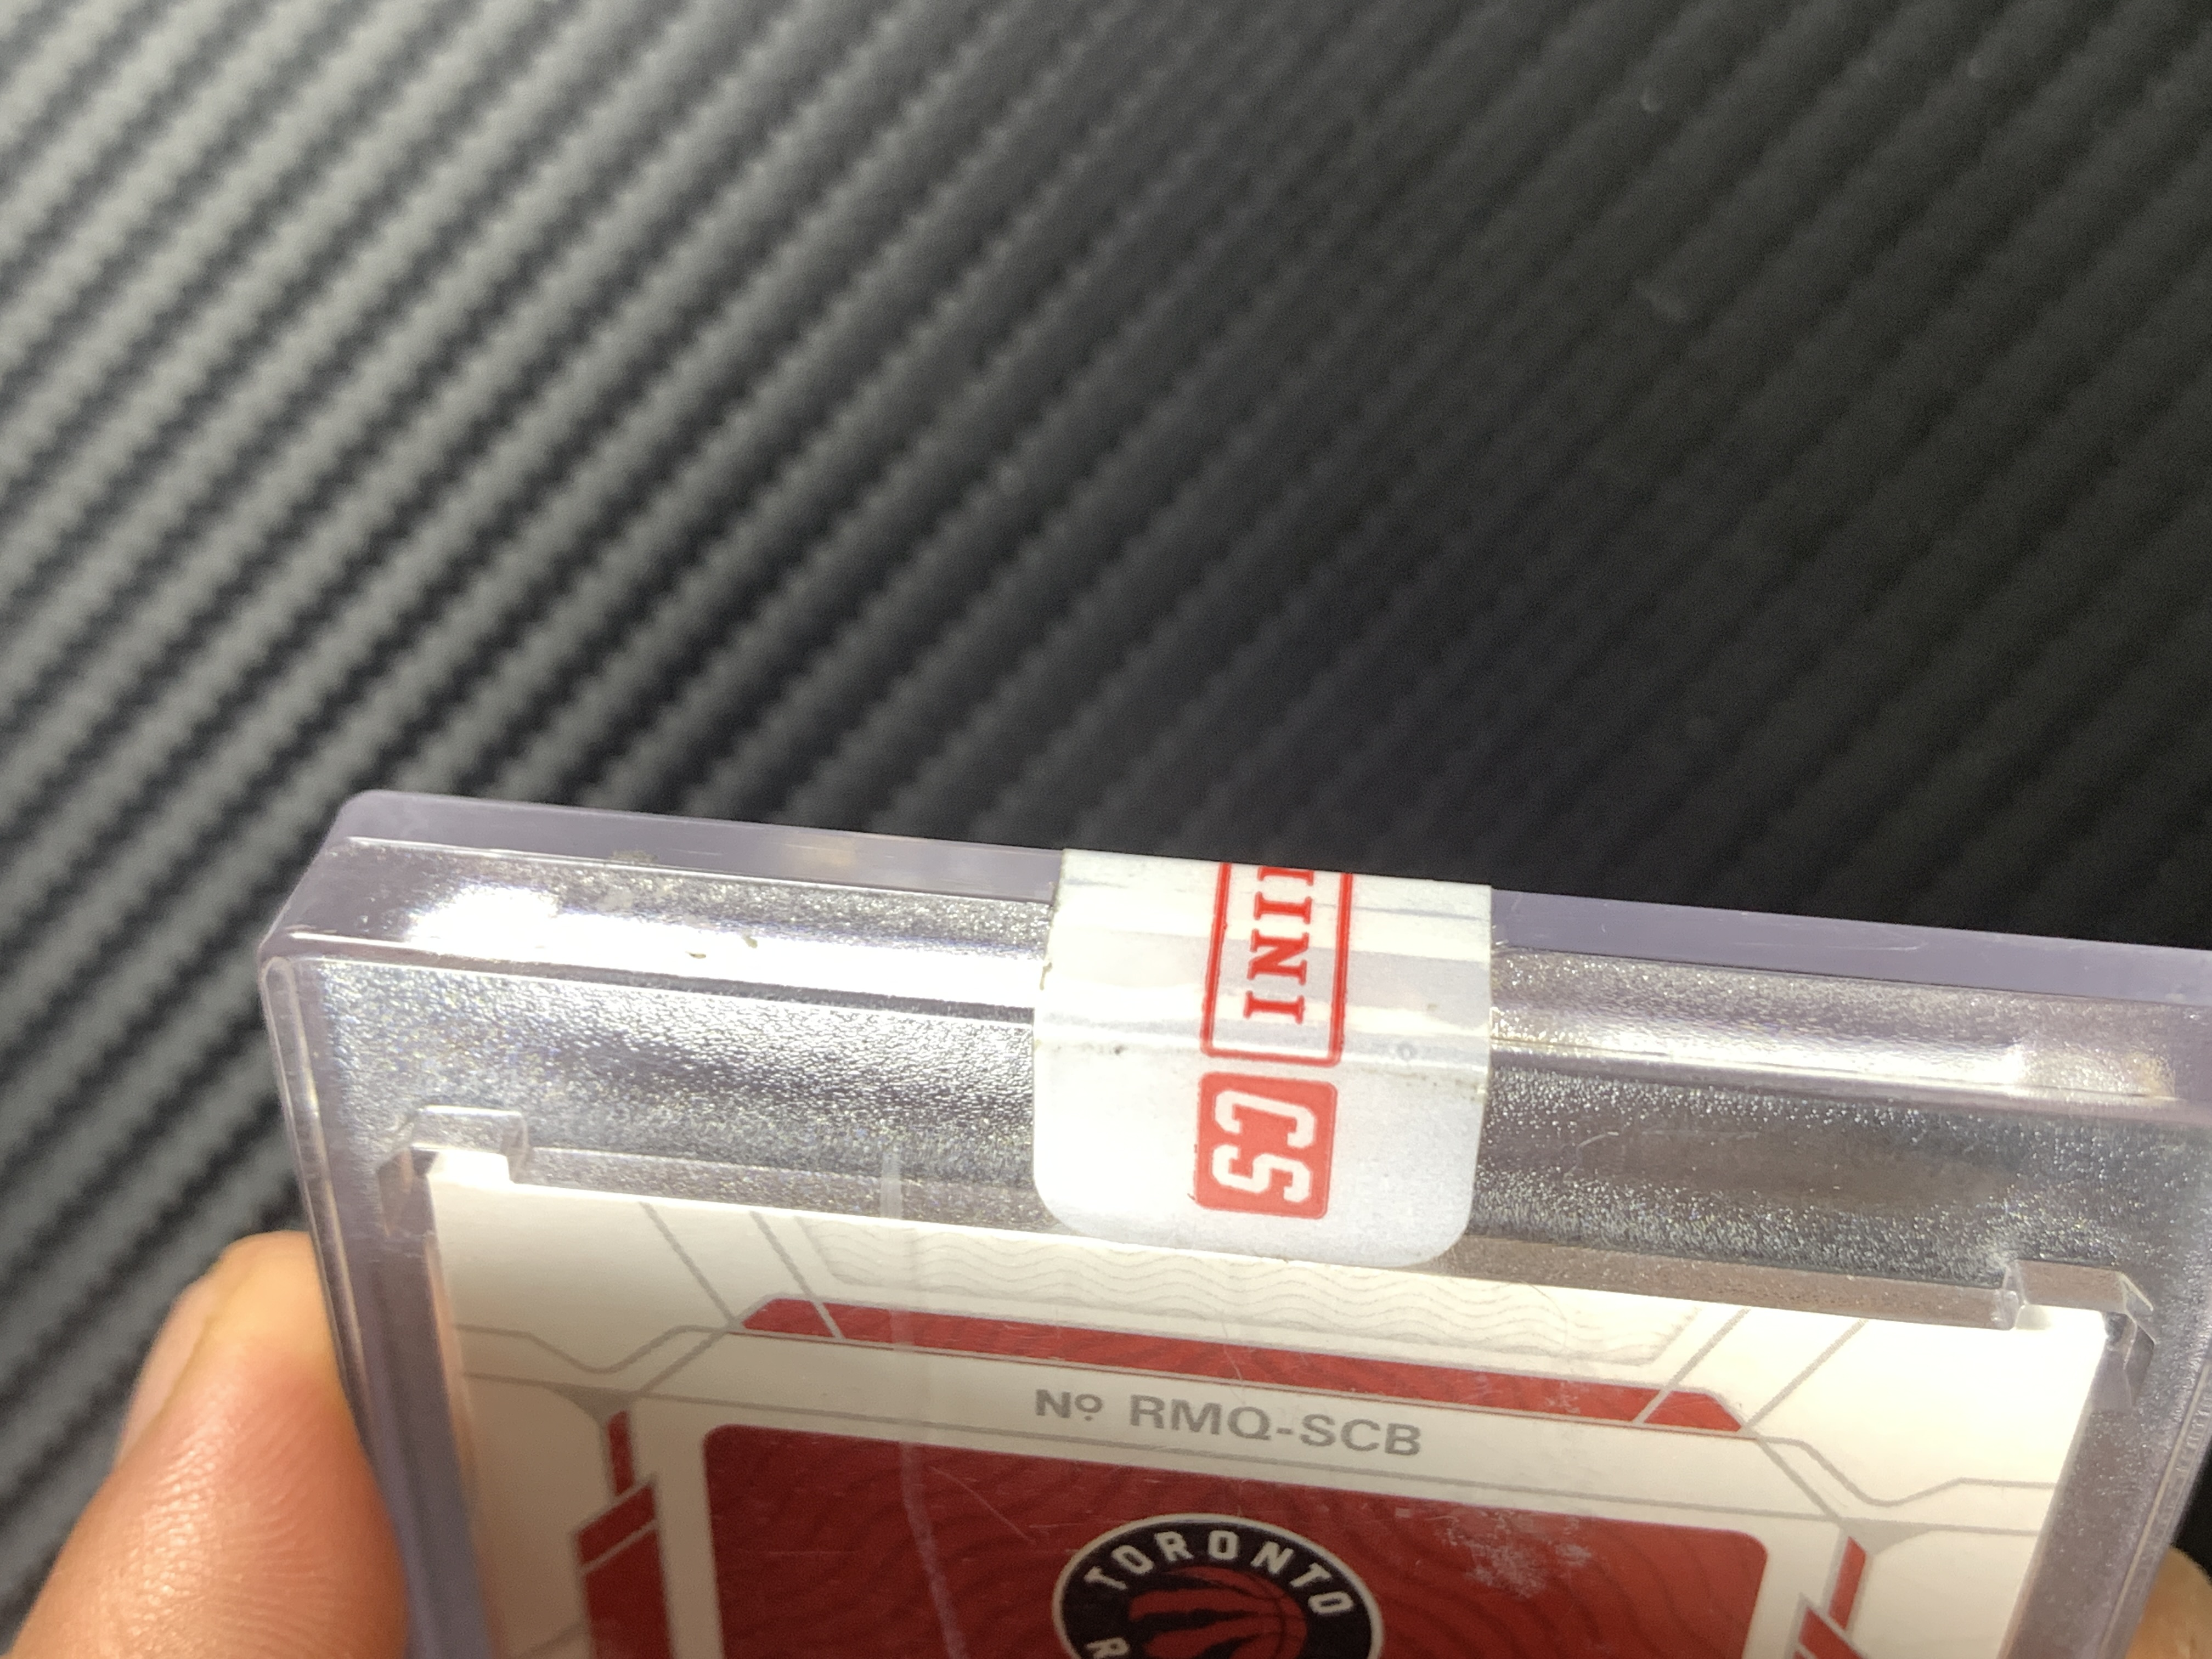 INI
CS
Nº RMQ-SCB
TORONTO
R